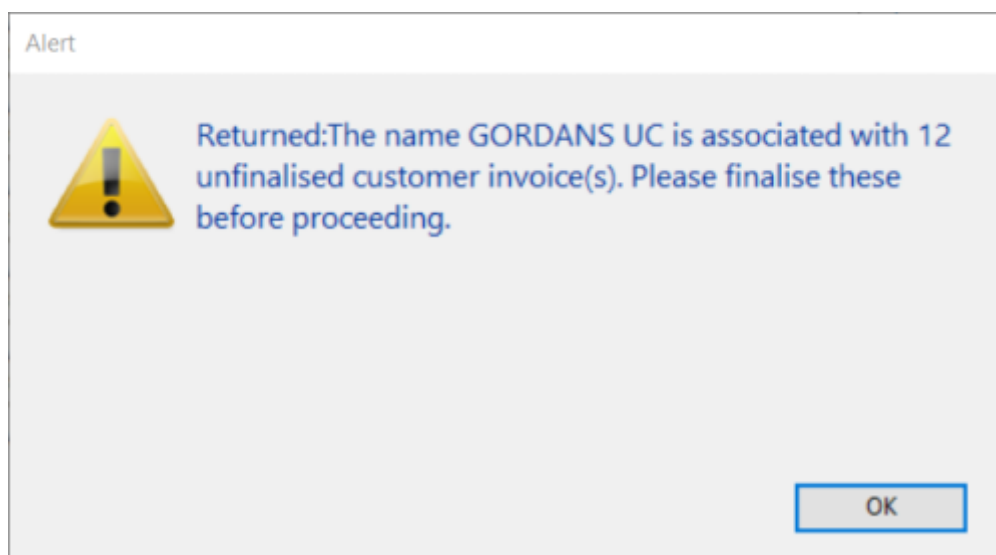 Alert
Returned:The name GORDANS UC is associated with 12
unfinalised customer invoice(s). Please finalise these
before proceeding.
OK